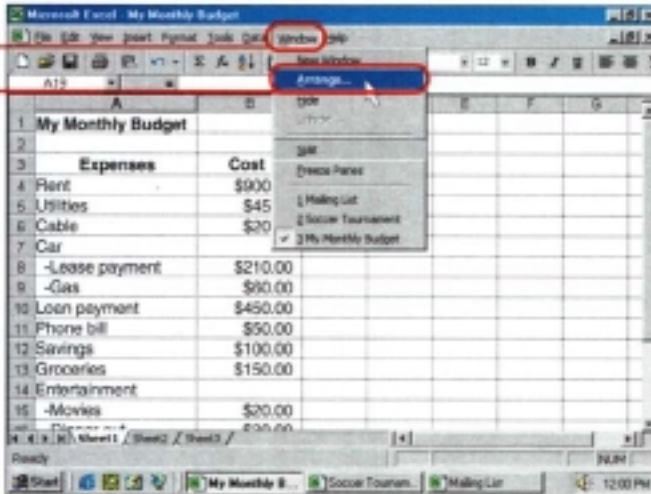 Microsoft Excel - My Monthly Budget
File Edit View Insert Format Tools Data Window Help
A19
New Window
Arrange...
Hide
Unhide
Split
Freeze Panes
1 Mailing List
2 Soccer Tournament
✓ 3 My Monthly Budget
A B E F G
1 My Monthly Budget
2
3 Expenses Cost
4 Rent $900
5 Utilities $45
6 Cable $20
7 Car
8 -Lease payment $210.00
9 -Gas $60.00
10 Loan payment $450.00
11 Phone bill $50.00
12 Savings $100.00
13 Groceries $150.00
14 Entertainment
15 -Movies $20.00
Sheet1 / Sheet2 / Sheet3 /
Ready NUM
Start My Monthly B... Soccer Tournam... Mailing List 12:00 PM